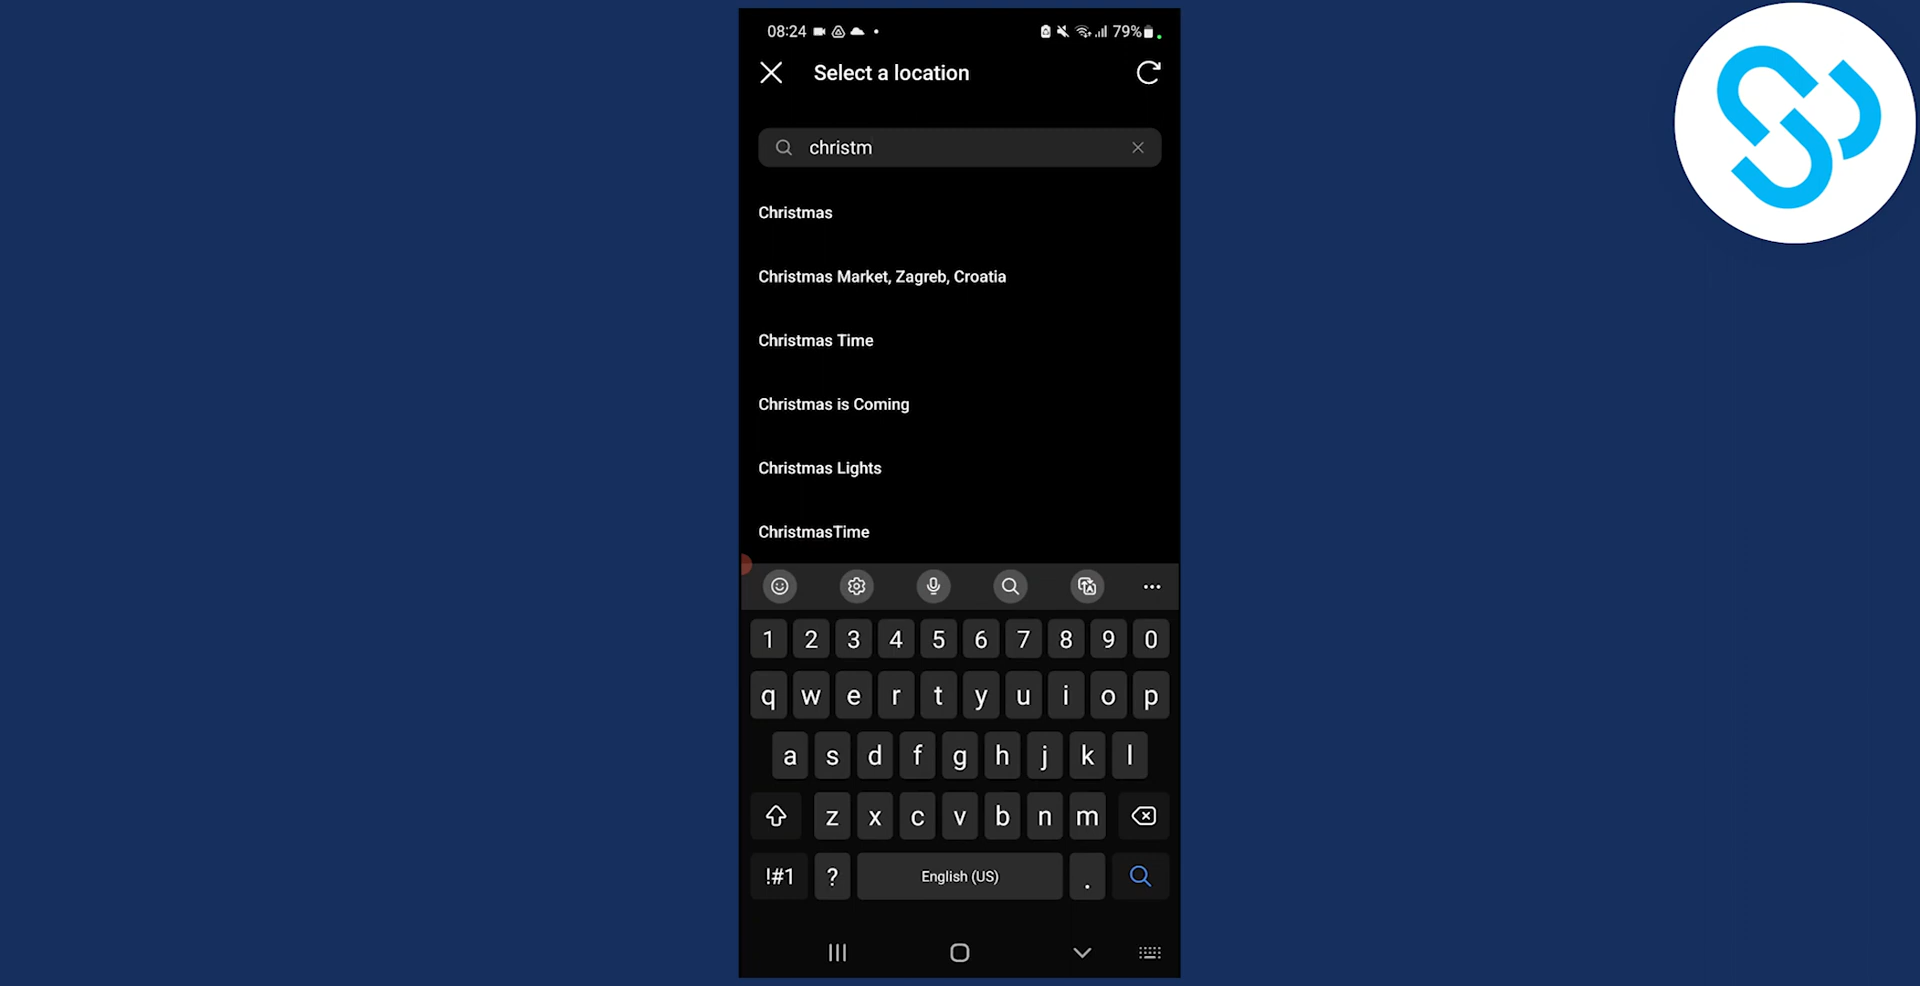 08:24 79%
Select a location
christm
Christmas
Christmas Market, Zagreb, Croatia
Christmas Time
Christmas is Coming
Christmas Lights
ChristmasTime
1 2 3 4 5 6 7 8 9 0
q w e r t y u i o p
a s d f g h j k l
z x c v b n m
!#1 ? English (US) .